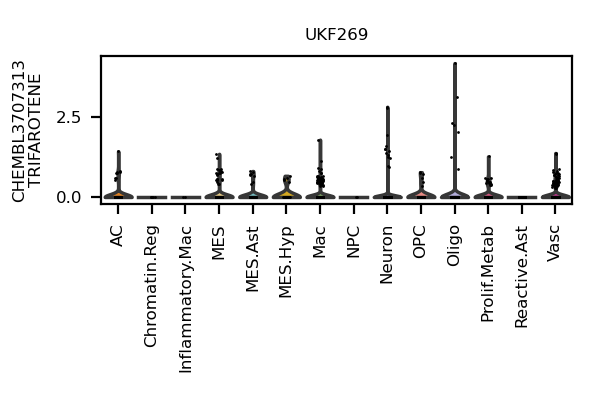 UKF269
CHEMBL3707313
TRIFAROTENE
2.5
0.0
AC
Chromatin.Reg
Inflammatory.Mac
MES
MES.Ast
MES.Hyp
Mac
NPC
Neuron
OPC
Oligo
Prolif.Metab
Reactive.Ast
Vasc